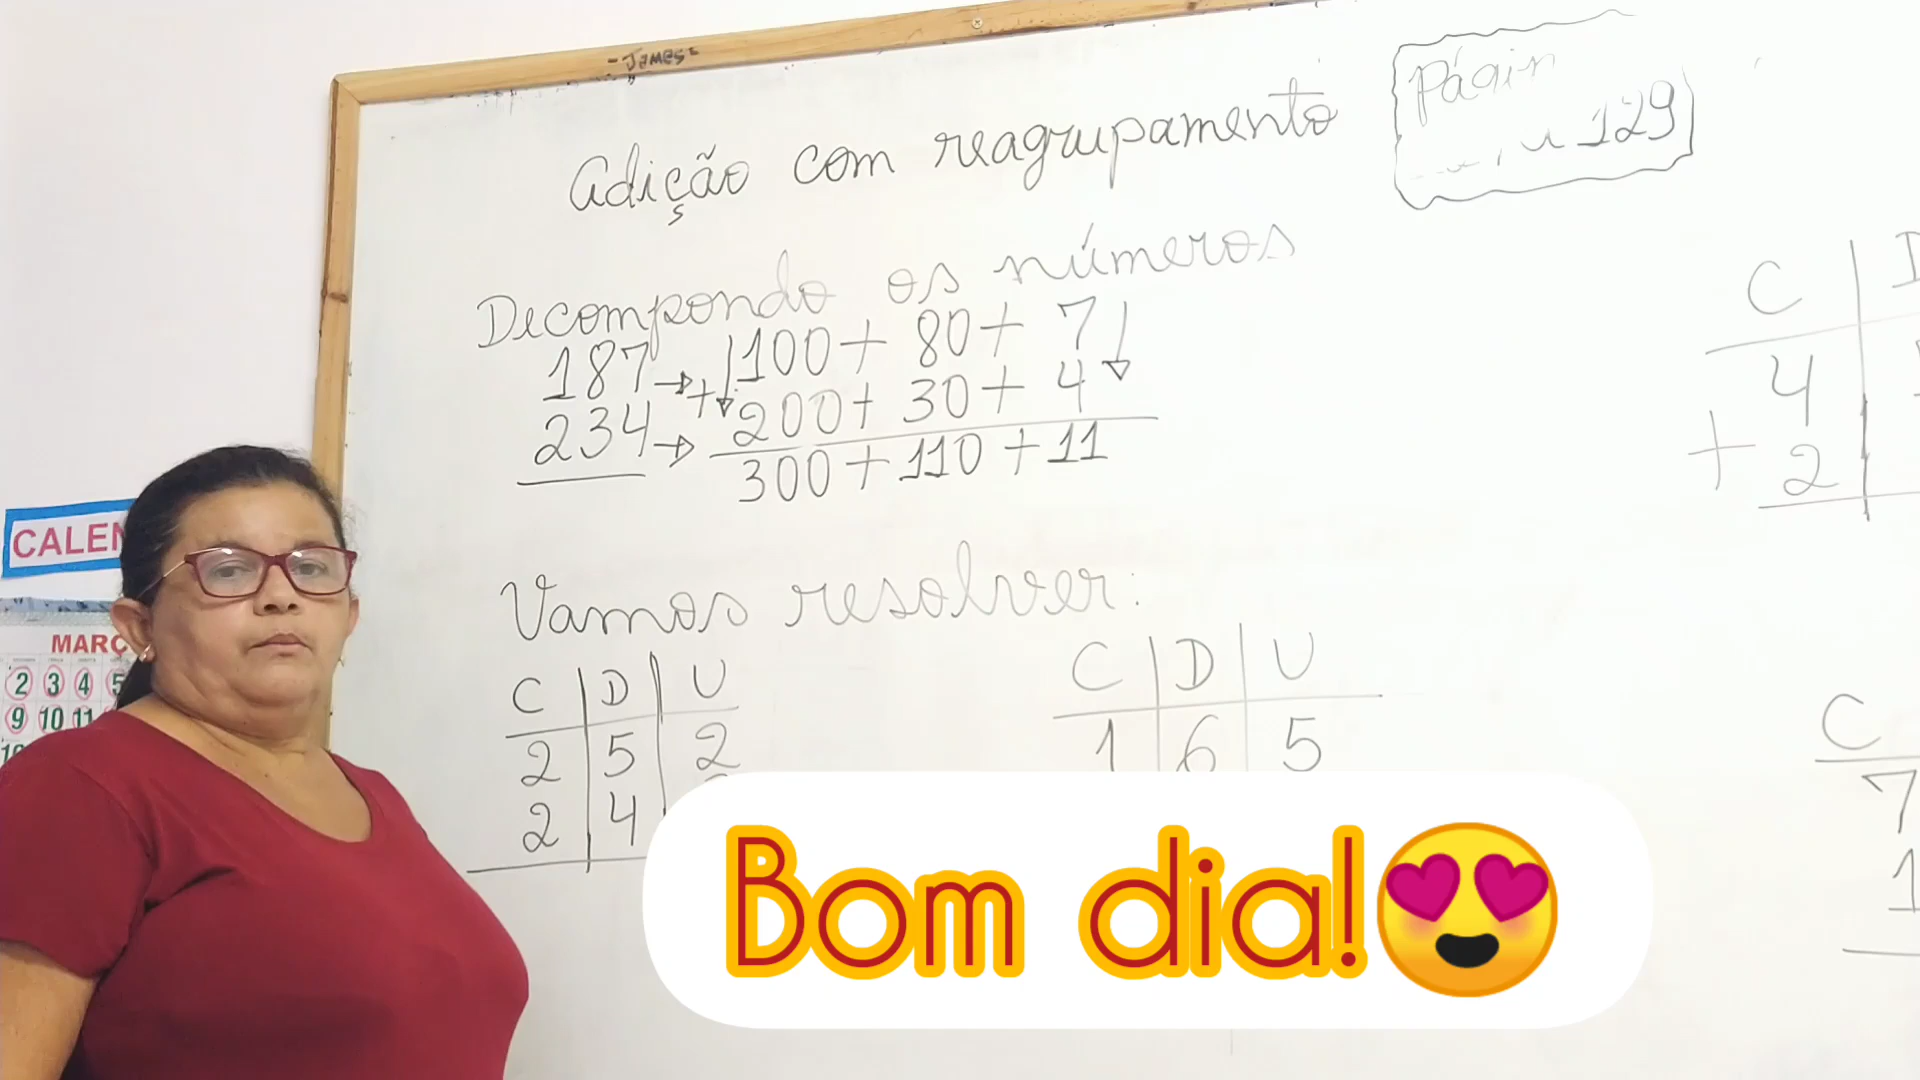 -James-
Adição com reagrupamento
129
Decompondo os números
187 → 100 + 80 + 7
234 → + 200 + 30 + 4
300 + 110 + 11
Vamos resolver:
C D U
2 5 2
2 4
C D U
1 6 5
C
4
+ 2
C
7
1
MARÇ
2 3 4 5
9 10 11
Bom dia!😍